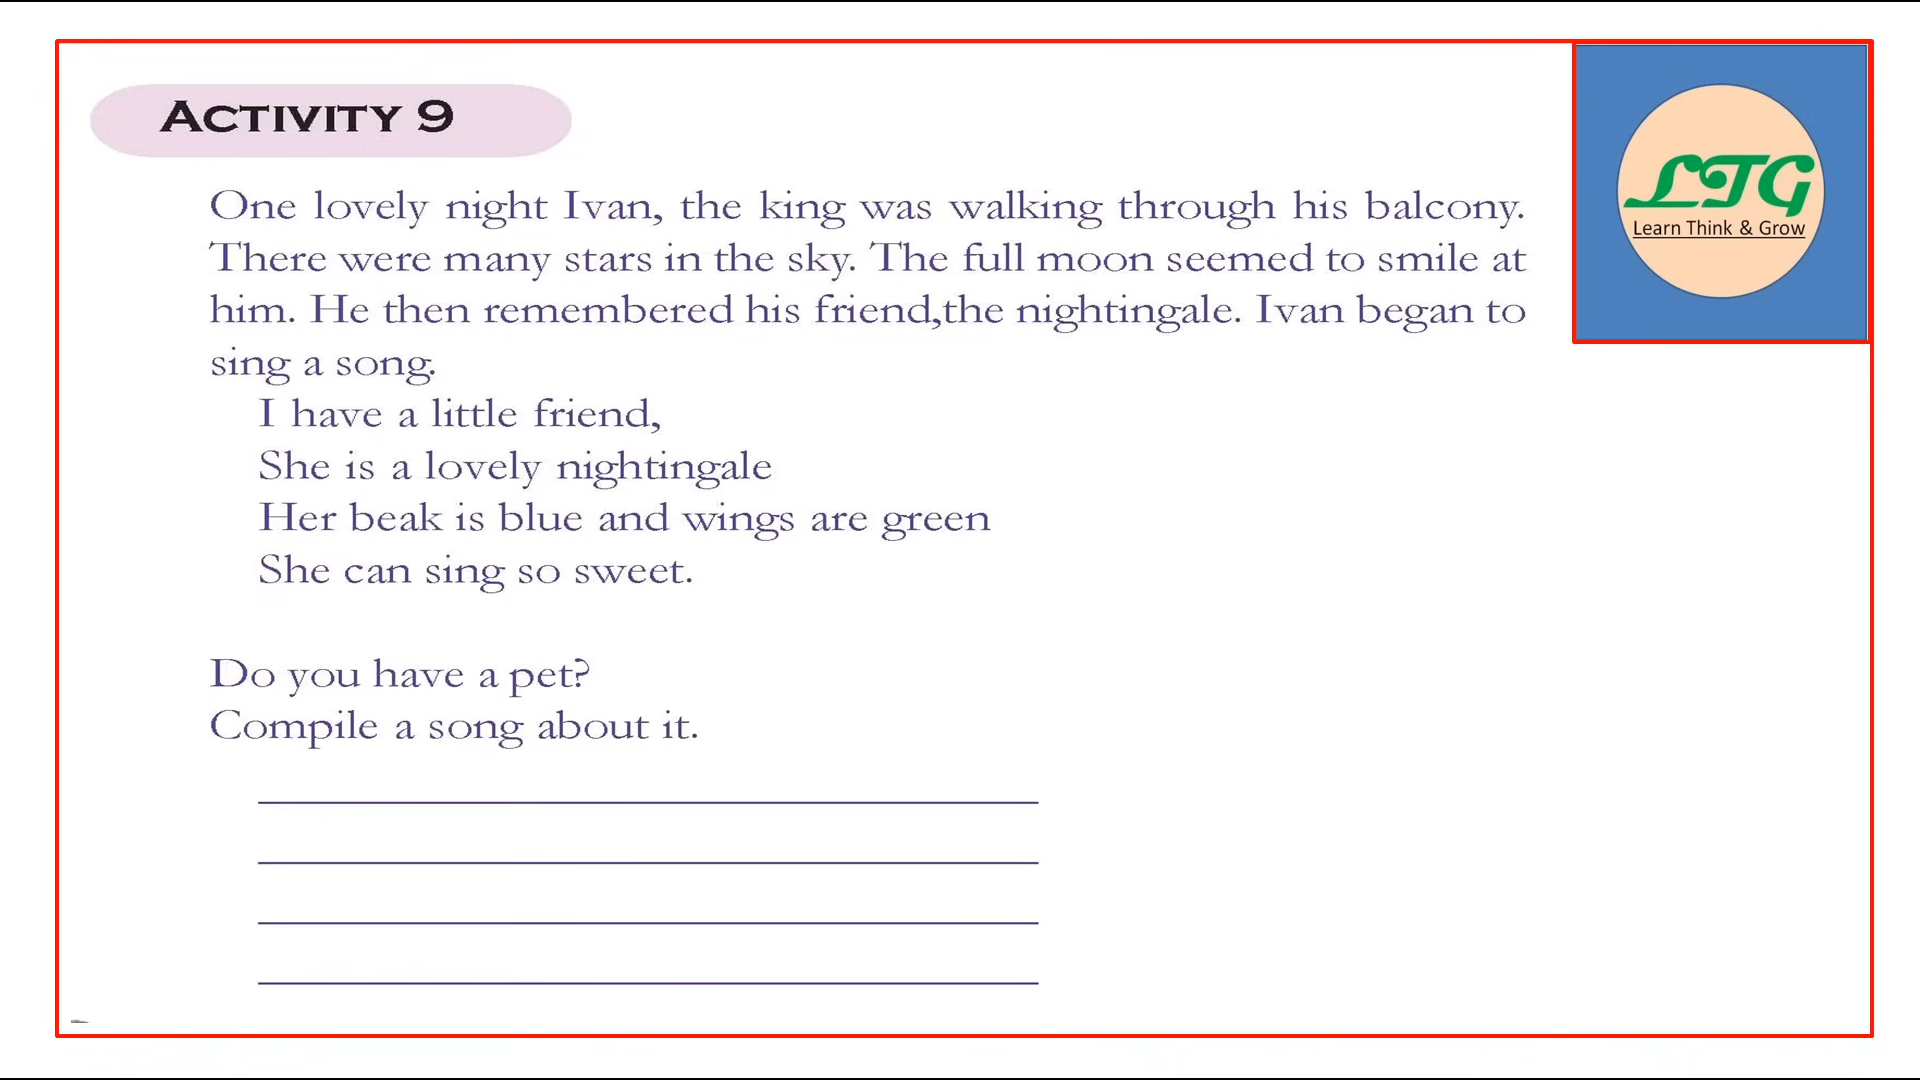 ACTIVITY 9
One lovely night Ivan, the king was walking through his balcony.
There were many stars in the sky. The full moon seemed to smile at
him. He then remembered his friend,the nightingale. Ivan began to
sing a song.
I have a little friend,
She is a lovely nightingale
Her beak is blue and wings are green
She can sing so sweet.
Do you have a pet?
Compile a song about it.
LTG
Learn Think & Grow